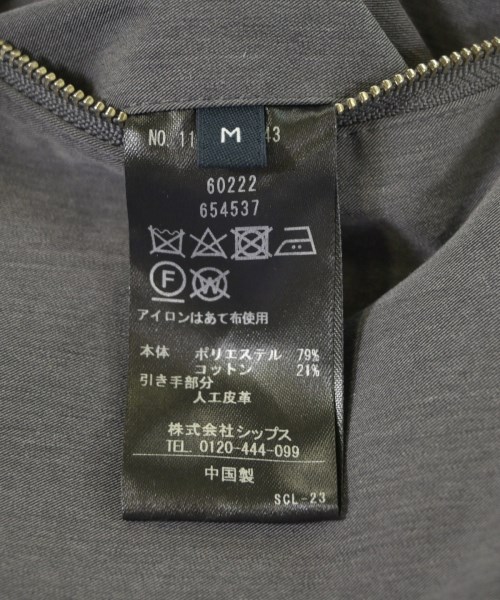 NO. 11 M 43
60222
654537
F W
アイロンはあて布使用
本体 ポリエステル 79%
コットン 21%
引き手部分
人工皮革
株式会社シップス
TEL. 0120-444-099
中国製
SCL-23